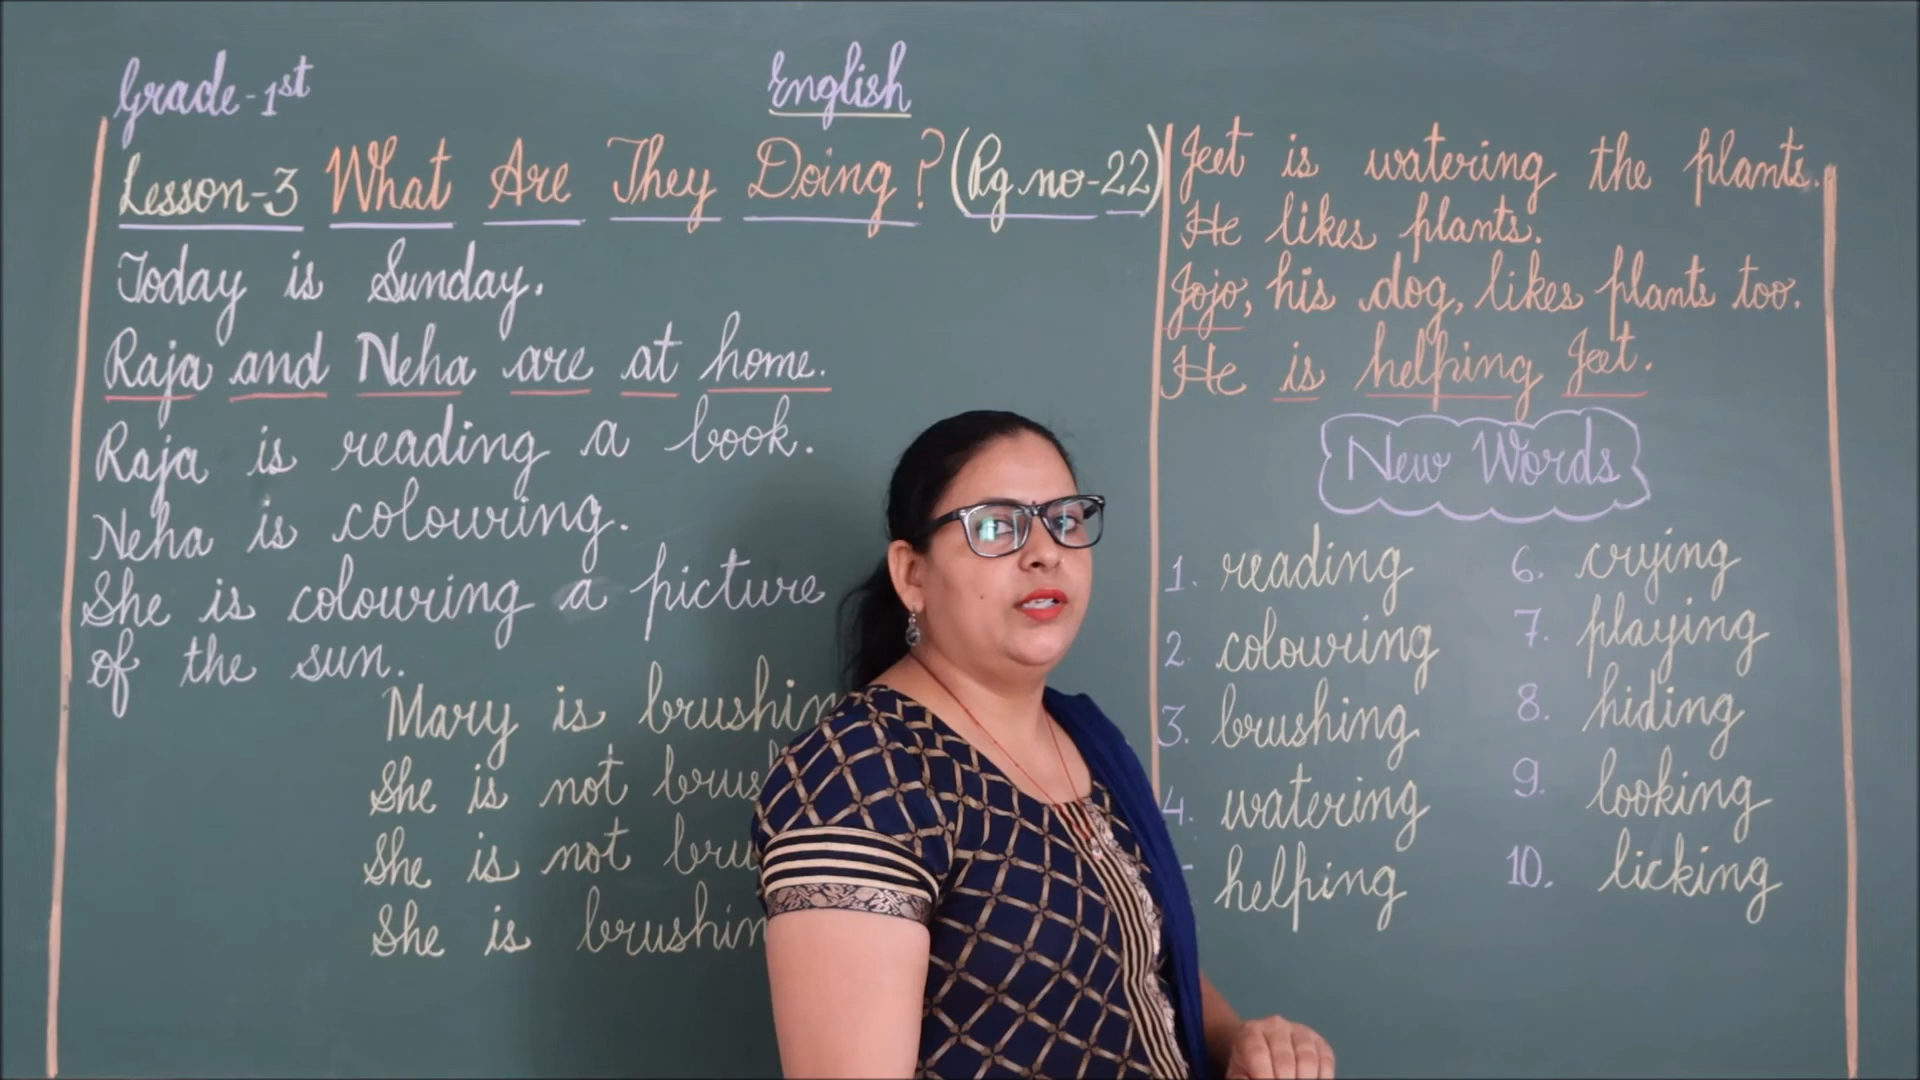 Grade-1st
English
Lesson-3 What Are They Doing? (Pg.no-22)
Today is Sunday.
Raja and Neha are at home.
Raja is reading a book.
Neha is colouring.
She is colouring a picture
of the sun.
Mary is
She is not
She is not
She is
Jeet is watering the plants.
He likes plants.
Jojo, his dog, likes plants too.
He is helping Jeet.
New Words
1. reading
2. colouring
3. brushing
4. watering
helping
6. crying
7. playing
8. hiding
9. looking
10. licking